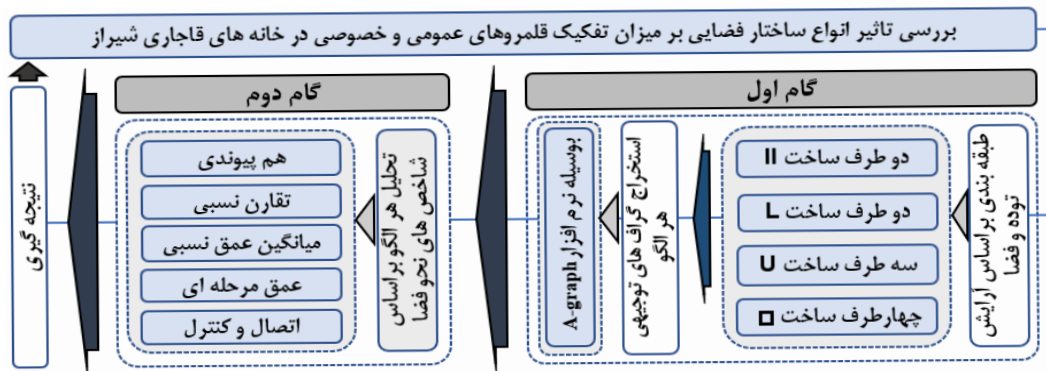 بررسی تاثیر انواع ساختار فضایی بر میزان تفکیک قلمروهای عمومی و خصوصی در خانه های قاجاری شیراز
گام اول
طبقه بندی براساس آرایش
توده و فضا
دو طرف ساخت II
دو طرف ساخت L
سه طرف ساخت U
چهارطرف ساخت □
استخراج گراف های توجیهی
هر الگو
بوسیله نرم افزار A-graph
گام دوم
تحلیل هر الگو براساس
شاخص های نحو فضا
هم پیوندی
تقارن نسبی
میانگین عمق نسبی
عمق مرحله ای
اتصال و کنترل
نتیجه گیری